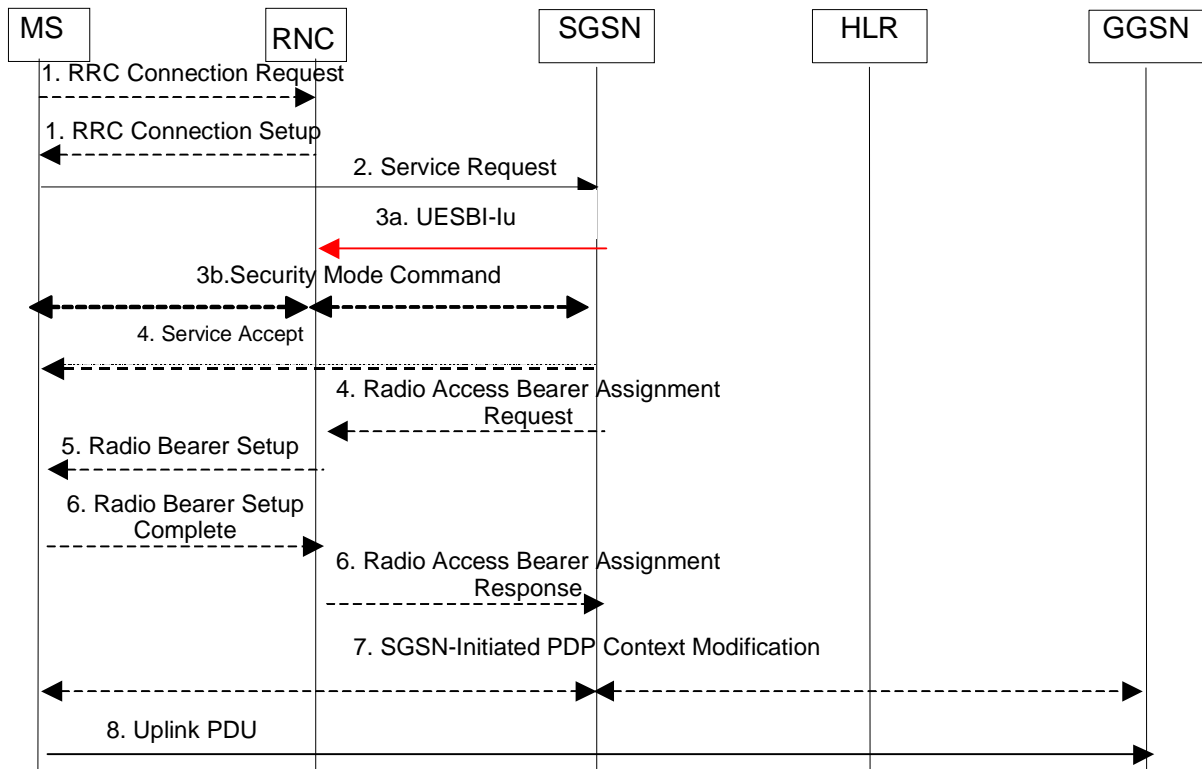 MS
RNC
SGSN
HLR
GGSN
1. RRC Connection Request
1. RRC Connection Setup
2. Service Request
3a. UESBI-Iu
3b.Security Mode Command
4. Service Accept
4. Radio Access Bearer Assignment
Request
5. Radio Bearer Setup
6. Radio Bearer Setup
Complete
6. Radio Access Bearer Assignment
Response
7. SGSN-Initiated PDP Context Modification
8. Uplink PDU